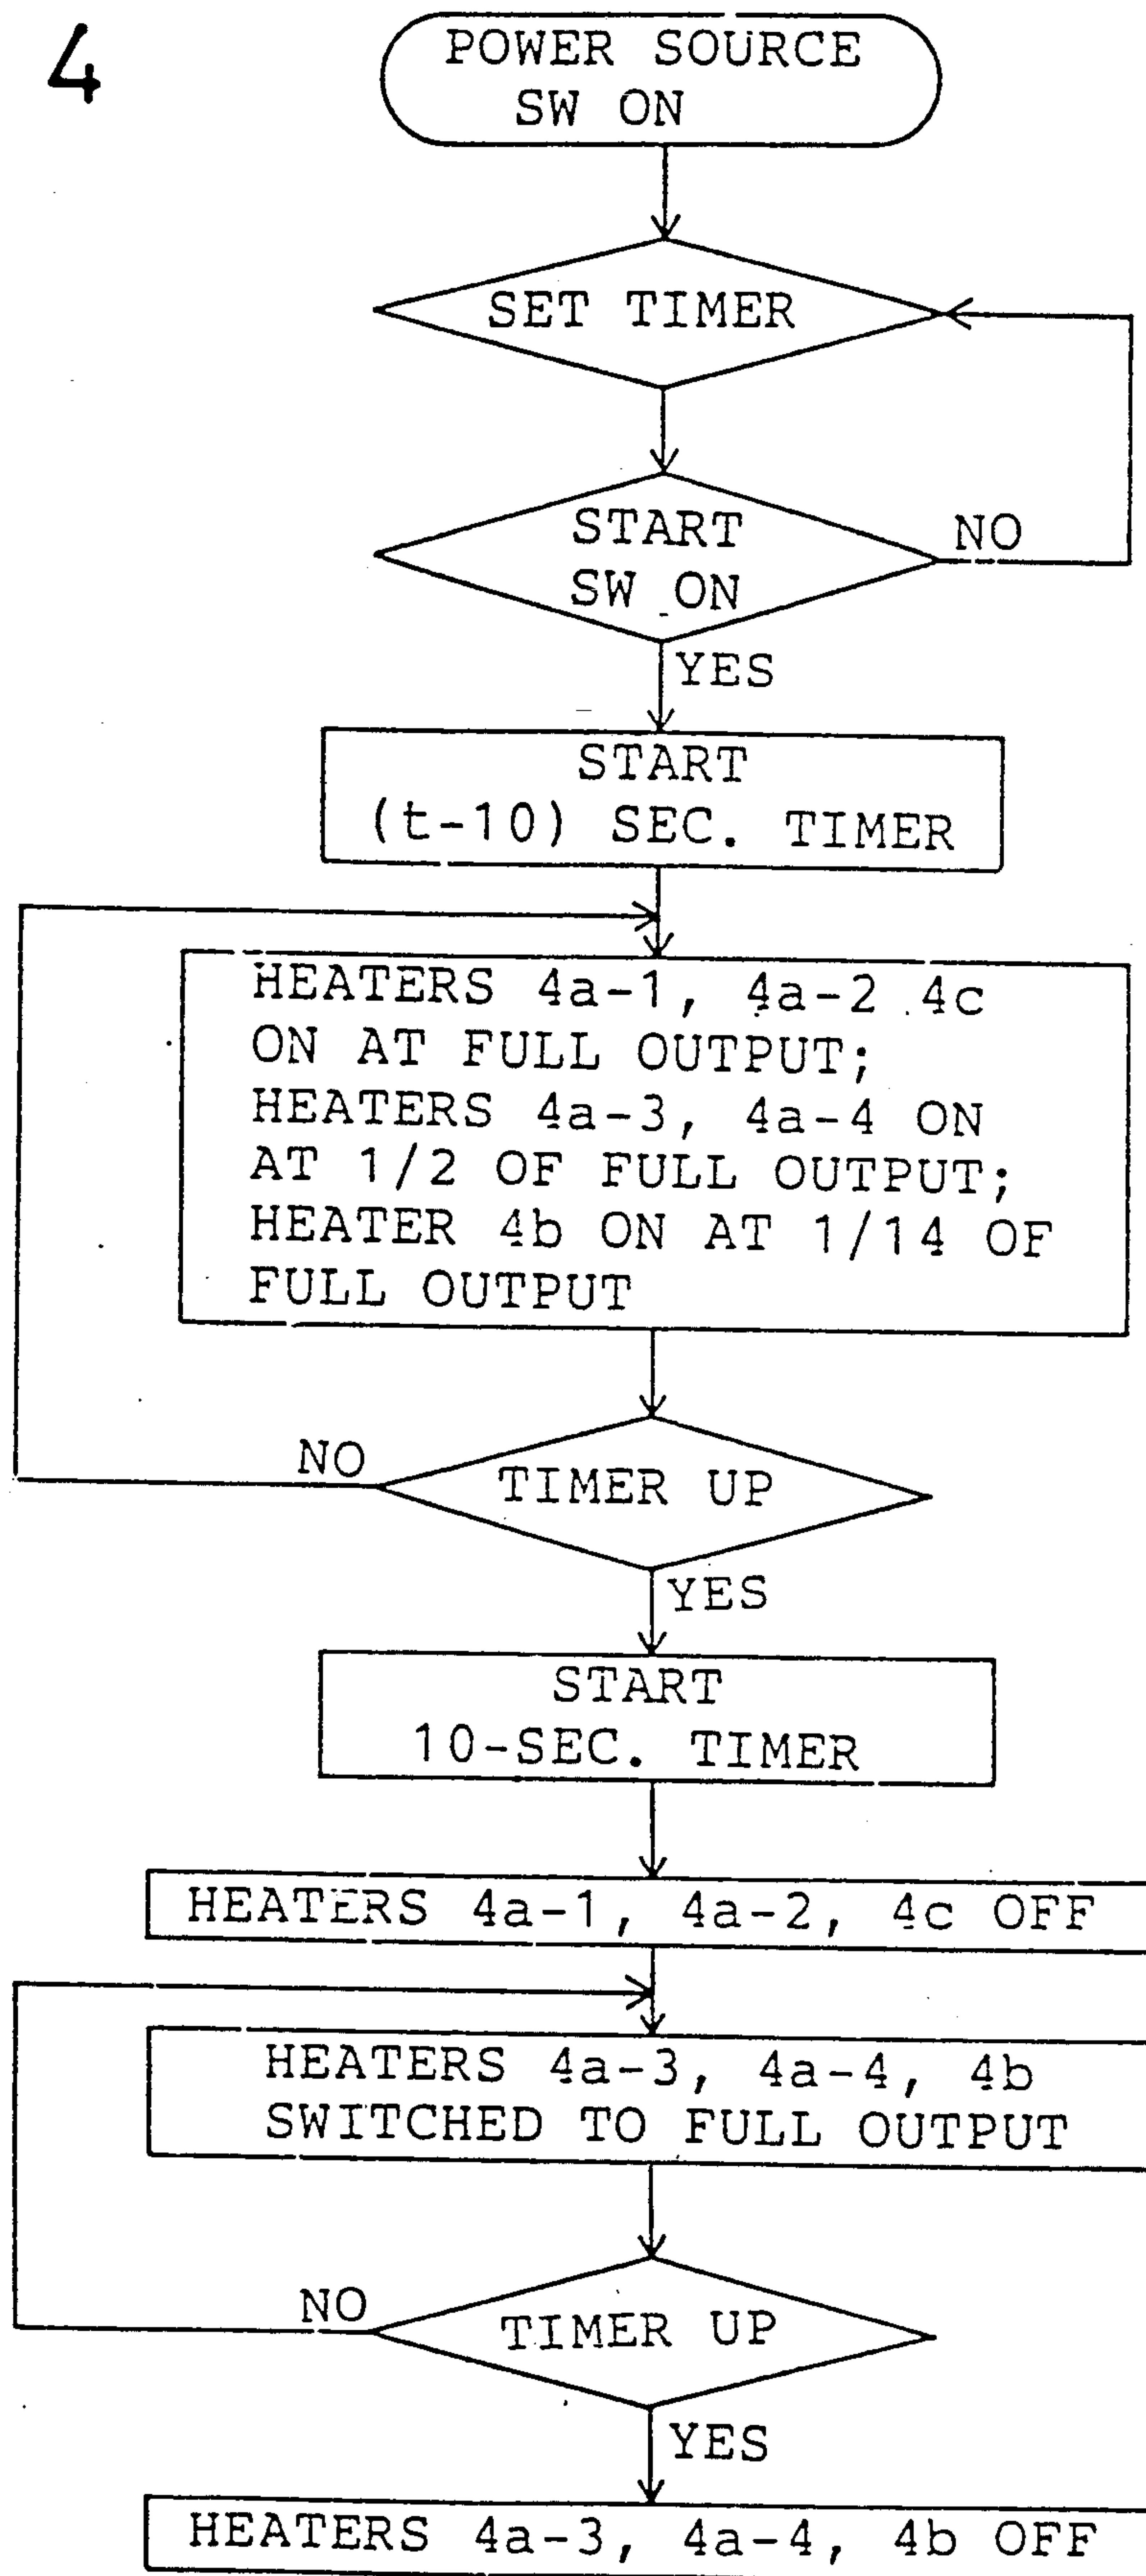 4
POWER SOURCE
SW ON
SET TIMER
START
SW ON
NO
YES
START
(t-10) SEC. TIMER
HEATERS 4a-1, 4a-2 4c
ON AT FULL OUTPUT;
HEATERS 4a-3, 4a-4 ON
AT 1/2 OF FULL OUTPUT;
HEATER 4b ON AT 1/14 OF
FULL OUTPUT
NO
TIMER UP
YES
START
10-SEC. TIMER
HEATERS 4a-1, 4a-2, 4c OFF
HEATERS 4a-3, 4a-4, 4b
SWITCHED TO FULL OUTPUT
NO
TIMER UP
YES
HEATERS 4a-3, 4a-4, 4b OFF